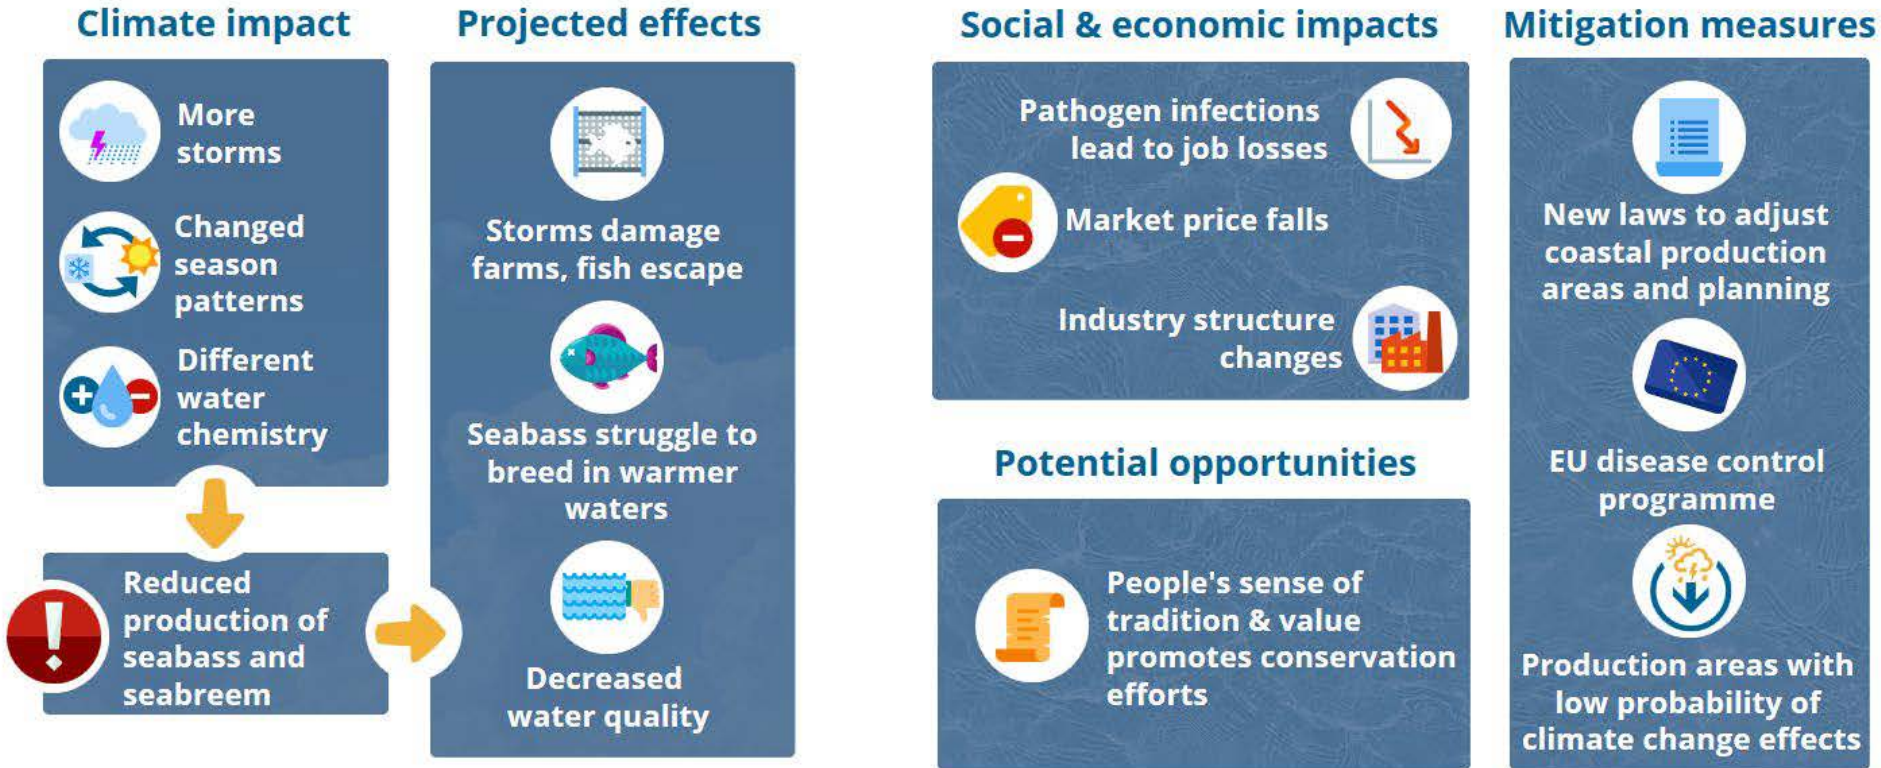 Climate impact
More
storms
Changed
season
patterns
Different
water
chemistry
Reduced
production of
seabass and
seabreem
Projected effects
Storms damage
farms, fish escape
Seabass struggle to
breed in warmer
waters
Decreased
water quality
Social & economic impacts
Pathogen infections
lead to job losses
Market price falls
Industry structure
changes
Potential opportunities
People's sense of
tradition & value
promotes conservation
efforts
Mitigation measures
New laws to adjust
coastal production
areas and planning
EU disease control
programme
Production areas with
low probability of
climate change effects